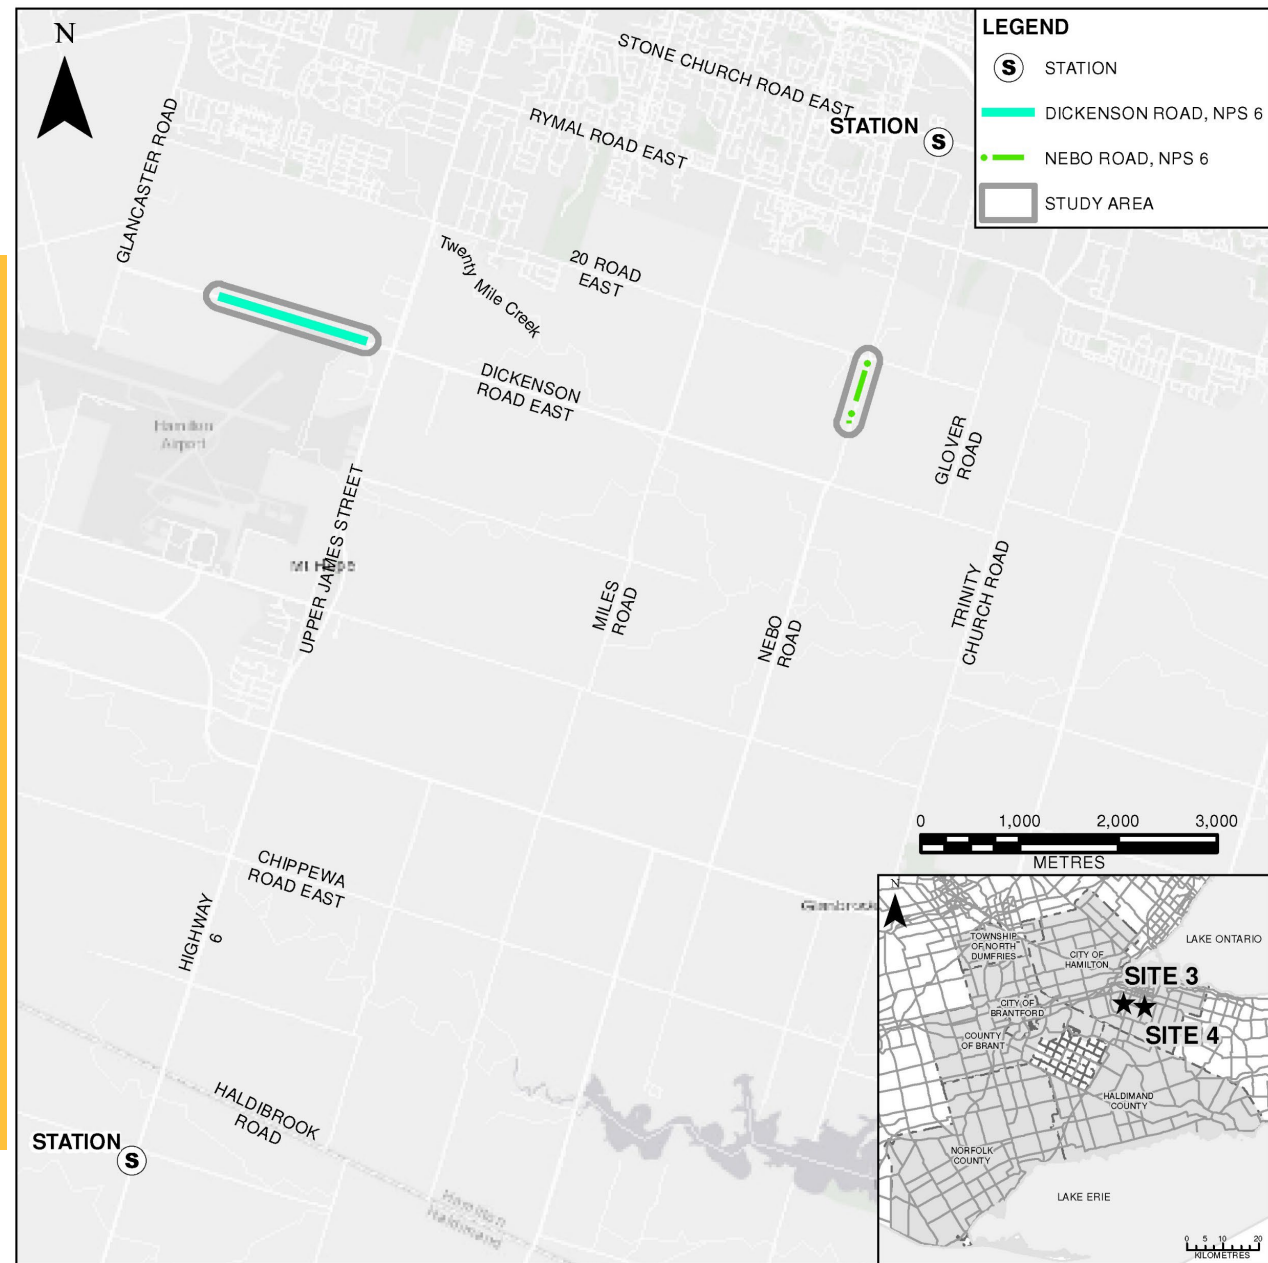 N
GLANCASTER ROAD
STONE CHURCH ROAD EAST
RYMAL ROAD EAST
STATION
S
LEGEND
S STATION
DICKENSON ROAD, NPS 6
NEBO ROAD, NPS 6
STUDY AREA
Twenty Mile Creek
20 ROAD
EAST
DICKENSON
ROAD EAST
Hamilton
Airport
GLOVER
ROAD
UPPER JAMES STREET
Mt Hope
MILES
ROAD
NEBO
ROAD
TRINITY
CHURCH ROAD
0 1,000 2,000 3,000
METRES
CHIPPEWA
ROAD EAST
HIGHWAY
6
Glanbrook
HALDIBROOK
ROAD
STATION
S
Hamilton
Haldimand
N
TOWNSHIP
OF NORTH
DUMFRIES
CITY OF
HAMILTON
LAKE ONTARIO
SITE 3
CITY OF
BRANTFORD
SITE 4
COUNTY
OF BRANT
HALDIMAND
COUNTY
NORFOLK
COUNTY
LAKE ERIE
0 5 10 20
KILOMETRES